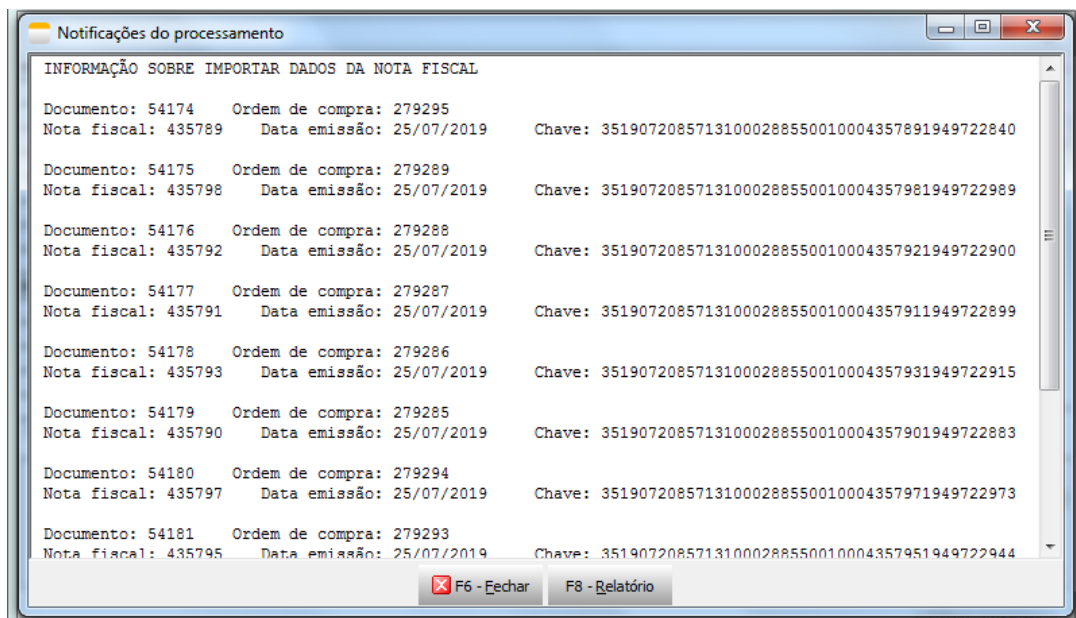 Notificações do processamento
INFORMAÇÃO SOBRE IMPORTAR DADOS DA NOTA FISCAL
Documento: 54174 Ordem de compra: 279295
Nota fiscal: 435789 Data emissão: 25/07/2019 Chave: 35190720857131000288550010004357891949722840
Documento: 54175 Ordem de compra: 279289
Nota fiscal: 435798 Data emissão: 25/07/2019 Chave: 35190720857131000288550010004357981949722989
Documento: 54176 Ordem de compra: 279288
Nota fiscal: 435792 Data emissão: 25/07/2019 Chave: 35190720857131000288550010004357921949722900
Documento: 54177 Ordem de compra: 279287
Nota fiscal: 435791 Data emissão: 25/07/2019 Chave: 35190720857131000288550010004357911949722899
Documento: 54178 Ordem de compra: 279286
Nota fiscal: 435793 Data emissão: 25/07/2019 Chave: 35190720857131000288550010004357931949722915
Documento: 54179 Ordem de compra: 279285
Nota fiscal: 435790 Data emissão: 25/07/2019 Chave: 35190720857131000288550010004357901949722883
Documento: 54180 Ordem de compra: 279294
Nota fiscal: 435797 Data emissão: 25/07/2019 Chave: 35190720857131000288550010004357971949722973
Documento: 54181 Ordem de compra: 279293
Nota fiscal: 435795 Data emissão: 25/07/2019 Chave: 35190720857131000288550010004357951949722944
F6 - Fechar F8 - Relatório